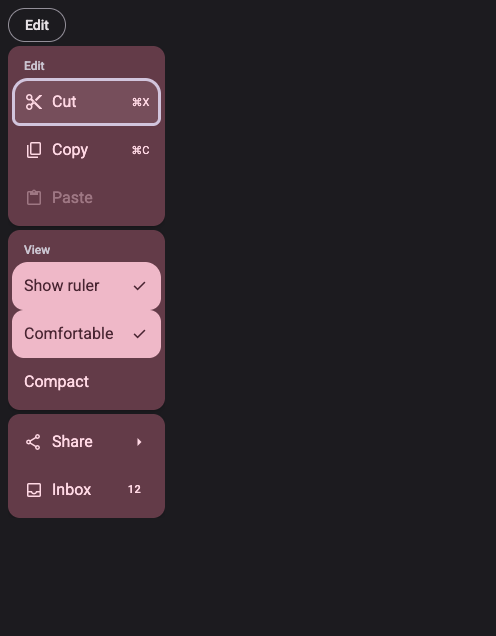 Edit
Edit
Cut ⌘X
Copy ⌘C
Paste
View
Show ruler
Comfortable
Compact
Share
Inbox 12